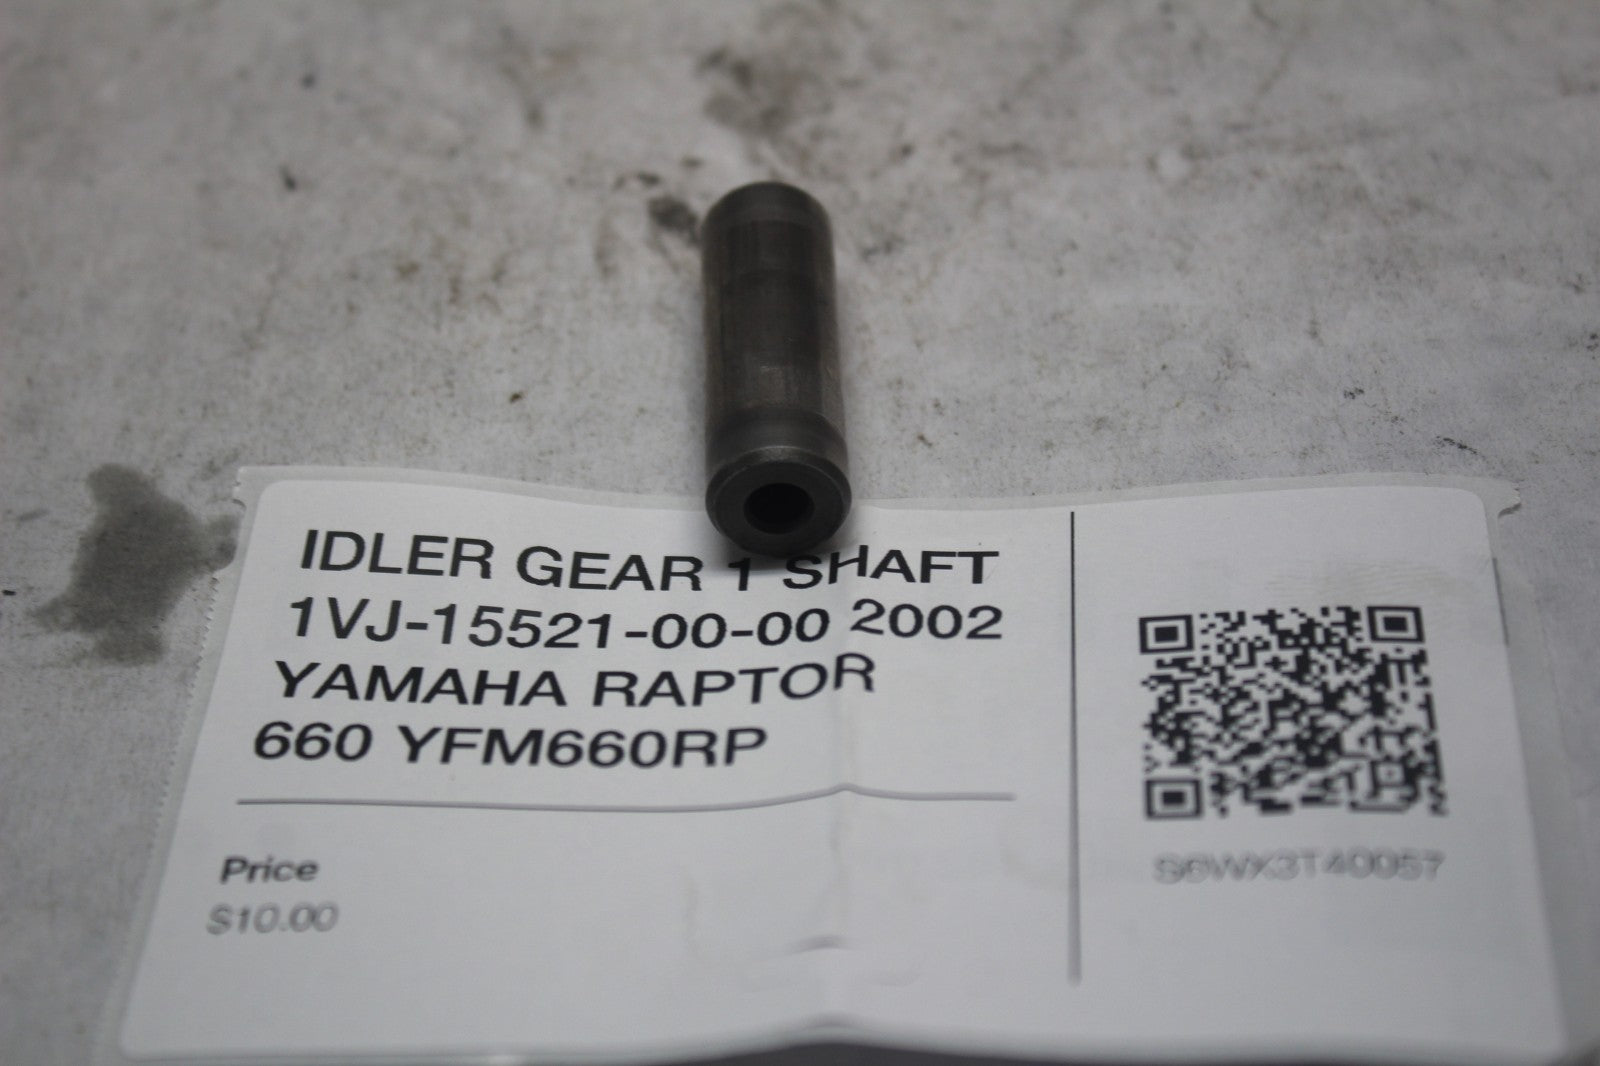 IDLER GEAR 1 SHAFT
1VJ-15521-00-00 2002
YAMAHA RAPTOR
660 YFM660RP
Price
$10.00
S6WX3T40057